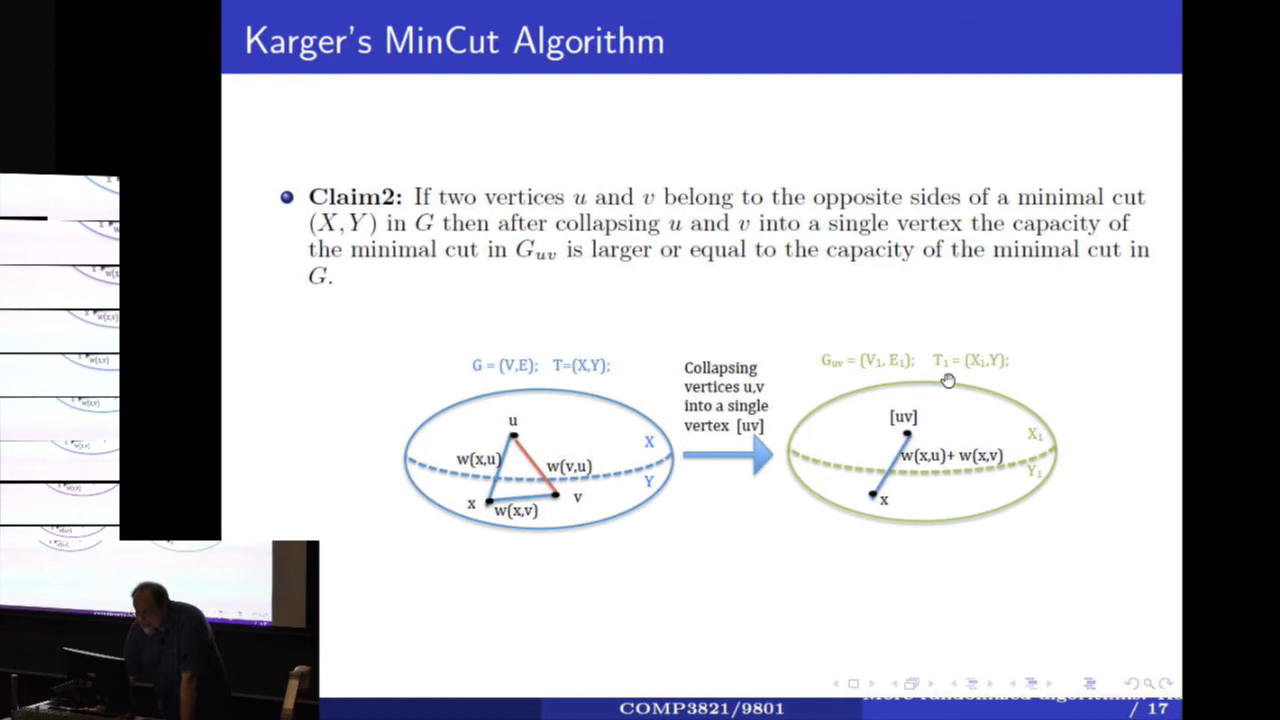 Karger's MinCut Algorithm
Claim2: If two vertices u and v belong to the opposite sides of a minimal cut
(X, Y) in G then after collapsing u and v into a single vertex the capacity of
the minimal cut in Guv is larger or equal to the capacity of the minimal cut in
G.
G = (V,E); T=(X,Y);
Collapsing
vertices u,v
into a single
vertex [uv]
Guv = (V1, E1); T1 = (X1,Y);
u
X
w(x,u)
w(v,u)
Y
x
w(x,v)
v
[uv]
X1
w(x,u)+ w(x,v)
Y1
x
COMP3821/9801
/ 17